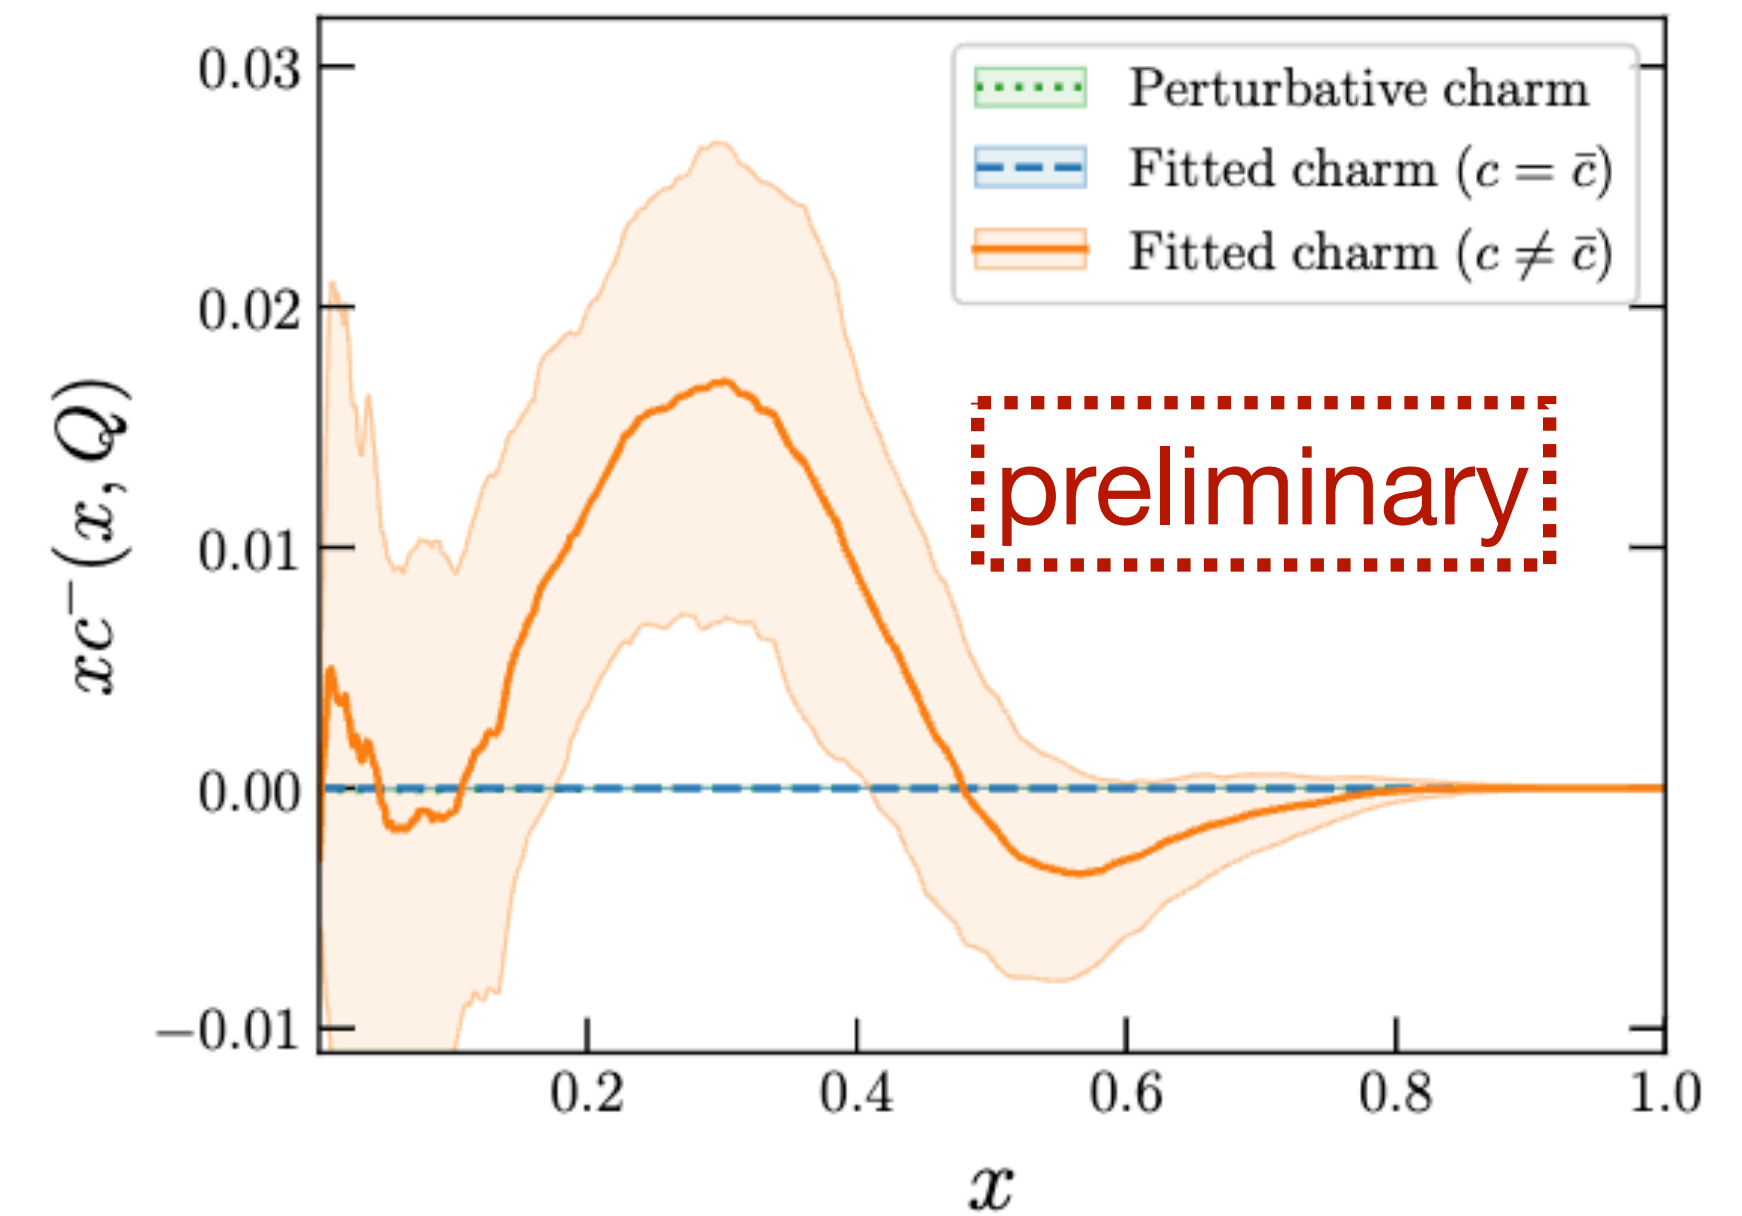 0.03
0.02
0.01
0.00
−0.01
xc⁻(x, Q)
Perturbative charm
Fitted charm (c = c̄)
Fitted charm (c ≠ c̄)
preliminary
0.2 0.4 0.6 0.8 1.0
x